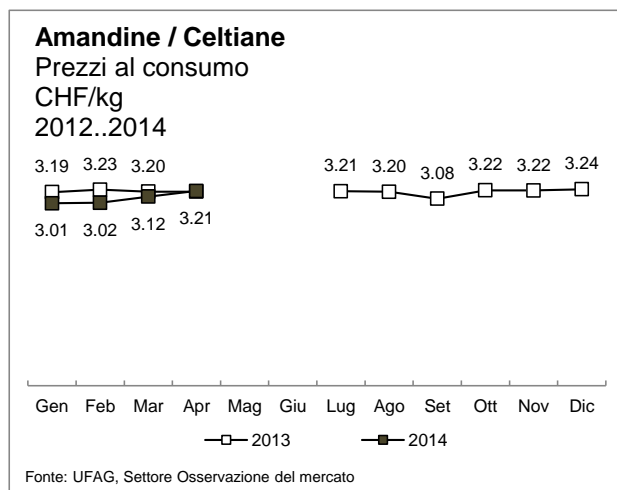 Amandine / Celtiane
Prezzi al consumo
CHF/kg
2012..2014
3.19 3.23 3.20 3.21 3.20 3.08 3.22 3.22 3.24
3.01 3.02 3.12 3.21
Gen Feb Mar Apr Mag Giu Lug Ago Set Ott Nov Dic
2013 2014
Fonte: UFAG, Settore Osservazione del mercato